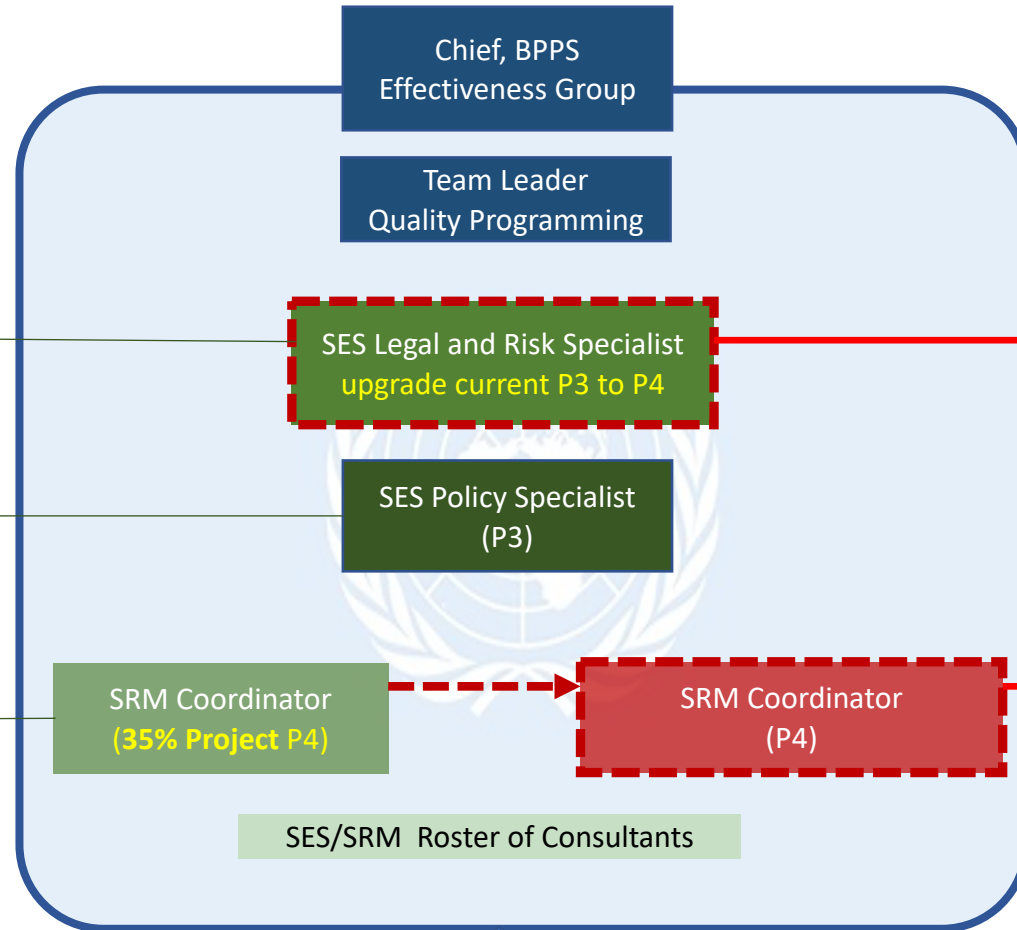 Chief, BPPS
Effectiveness Group
Team Leader
Quality Programming
SES Legal and Risk Specialist
upgrade current P3 to P4
SES Policy Specialist
(P3)
SRM Coordinator
(35% Project P4)
SRM Coordinator
(P4)
SES/SRM Roster of Consultants